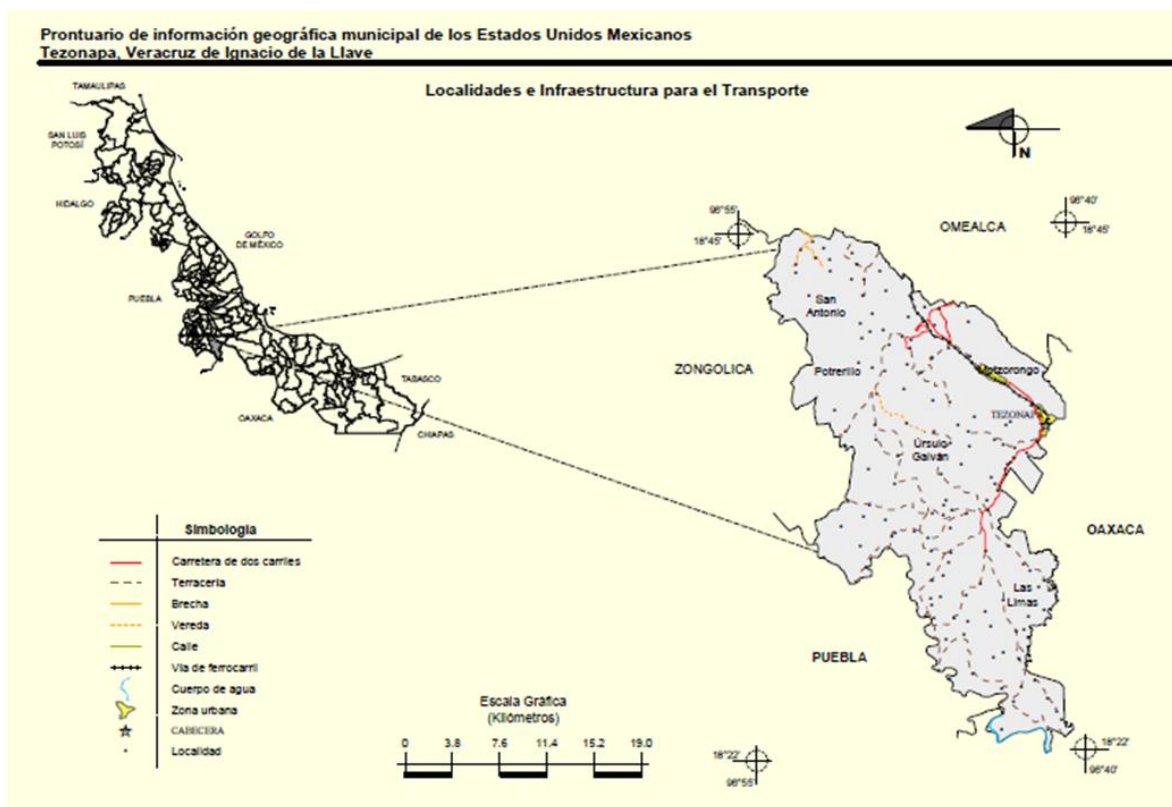 Prontuario de información geográfica municipal de los Estados Unidos Mexicanos
Tezonapa, Veracruz de Ignacio de la Llave
Localidades e Infraestructura para el Transporte
TAMAULIPAS
SAN LUIS
POTOSÍ
HIDALGO
GOLFO
DE MÉXICO
PUEBLA
TABASCO
OAXACA
CHIAPAS
N
96°55'
18°45'
96°40'
18°45'
OMEALCA
San
Antonio
ZONGOLICA
Potrerillo
Motzorongo
TEZONAP
Úrsulo
Galván
OAXACA
Las
Limas
PUEBLA
18°22'
96°55'
18°22'
96°40'
Simbología
Carretera de dos carriles
Terracería
Brecha
Vereda
Calle
Vía de ferrocarril
Cuerpo de agua
Zona urbana
CABECERA
Localidad
Escala Gráfica
(Kilómetros)
0 3.8 7.6 11.4 15.2 19.0